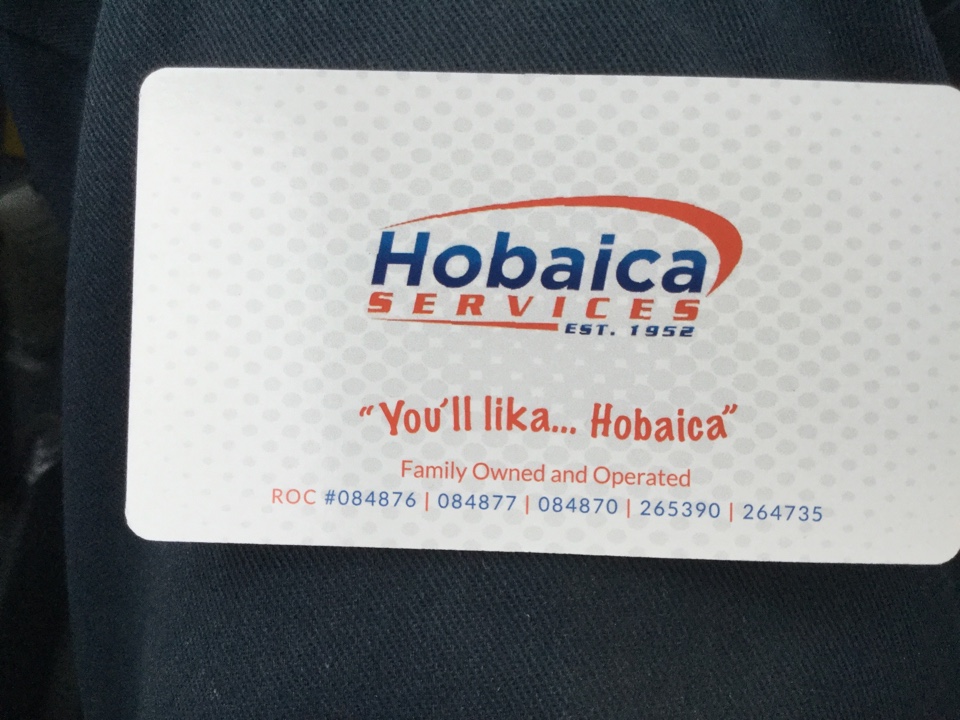 Hobaica
SERVICES
EST. 1952
“You’ll lika... Hobaica”
Family Owned and Operated
ROC #084876 | 084877 | 084870 | 265390 | 264735